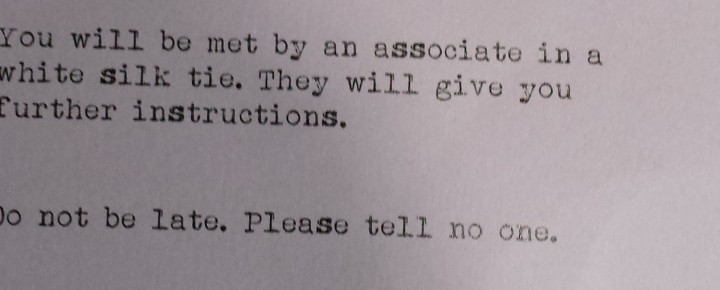 You will be met by an associate in a
white silk tie. They will give you
further instructions.
Do not be late. Please tell no one.